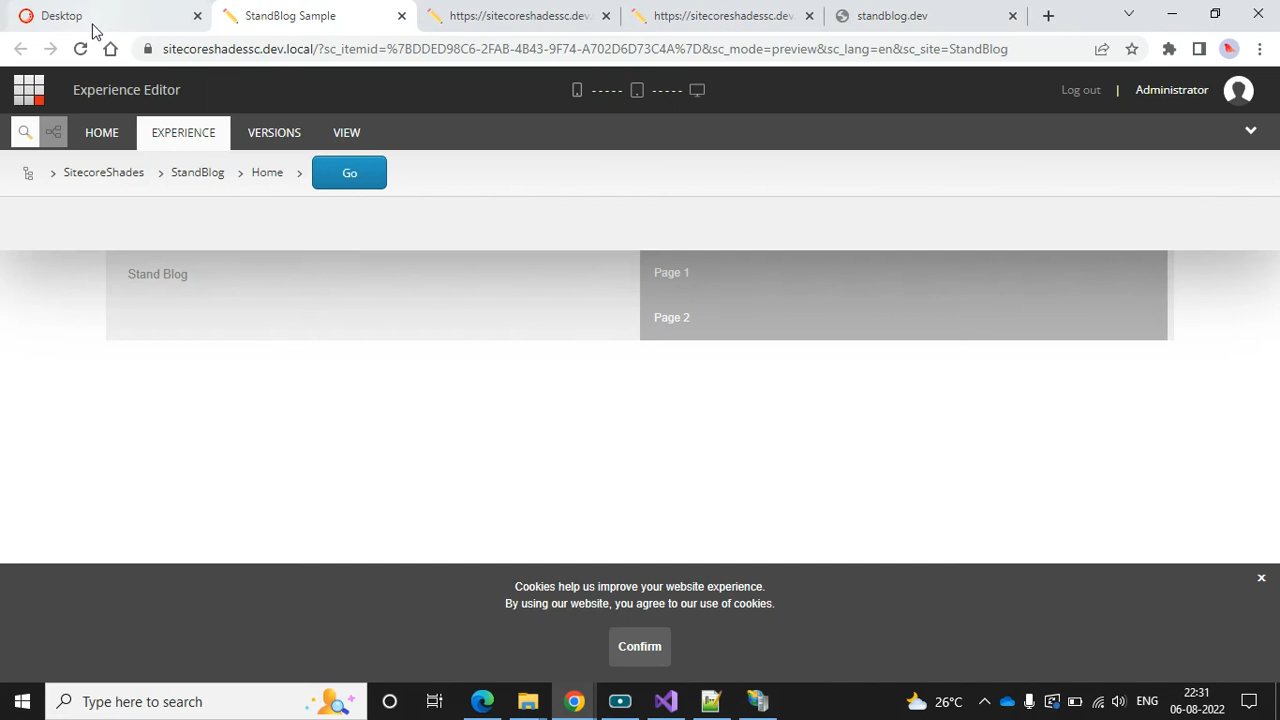 Desktop
StandBlog Sample
https://sitecoreshadessc.dev.
https://sitecoreshadessc.dev.
standblog.dev
sitecoreshadessc.dev.local/?sc_itemid=%7BDDED98C6-2FAB-4B43-9F74-A702D6D73C4A%7D&sc_mode=preview&sc_lang=en&sc_site=StandBlog
Experience Editor
Log out | Administrator
HOME
EXPERIENCE
VERSIONS
VIEW
SitecoreShades
StandBlog
Home
Go
Stand Blog
Page 1
Page 2
Cookies help us improve your website experience.
By using our website, you agree to our use of cookies.
Confirm
Type here to search
26°C
ENG
22:31
06-08-2022